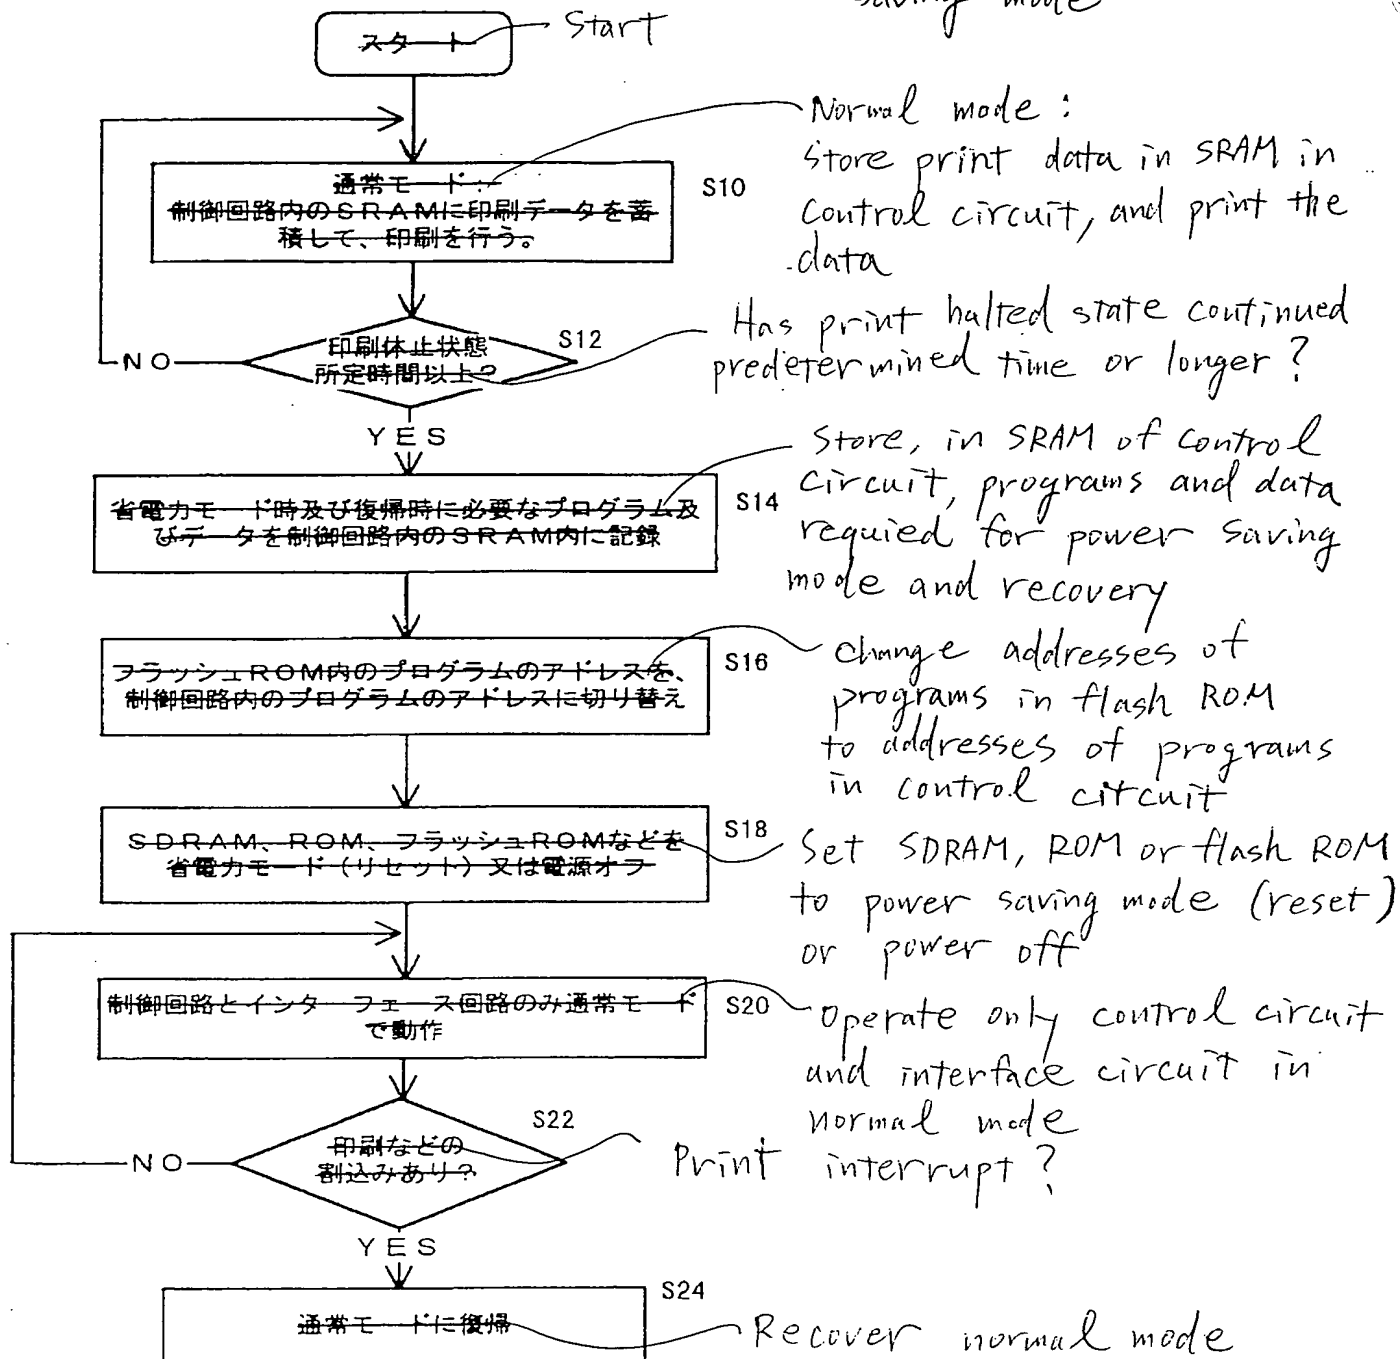 saving mode
スタート
Start
Normal mode :
Store print data in SRAM in
control circuit, and print the
data
通常モード：
制御回路内のSRAMに印刷データを蓄
積して、印刷を行う。
S10
印刷休止状態
所定時間以上？
S12
NO
YES
Has print halted state continued
predetermined time or longer ?
Store, in SRAM of control
circuit, programs and data
requied for power saving
mode and recovery
省電力モード時及び復帰時に必要なプログラム及
びデータを制御回路内のSRAM内に記録
S14
フラッシュROM内のプログラムのアドレスを、
制御回路内のプログラムのアドレスに切り替え
S16
change addresses of
programs in flash ROM
to addresses of programs
in control citcuit
SDRAM、ROM、フラッシュROMなどを
省電力モード（リセット）又は電源オフ
S18
Set SDRAM, ROM or flash ROM
to power saving mode (reset)
or power off
制御回路とインターフェース回路のみ通常モード
で動作
S20
Operate only control circuit
and interface circuit in
normal mode
印刷などの
割込みあり？
S22
NO
YES
Print interrupt ?
S24
通常モードに復帰
Recover normal mode